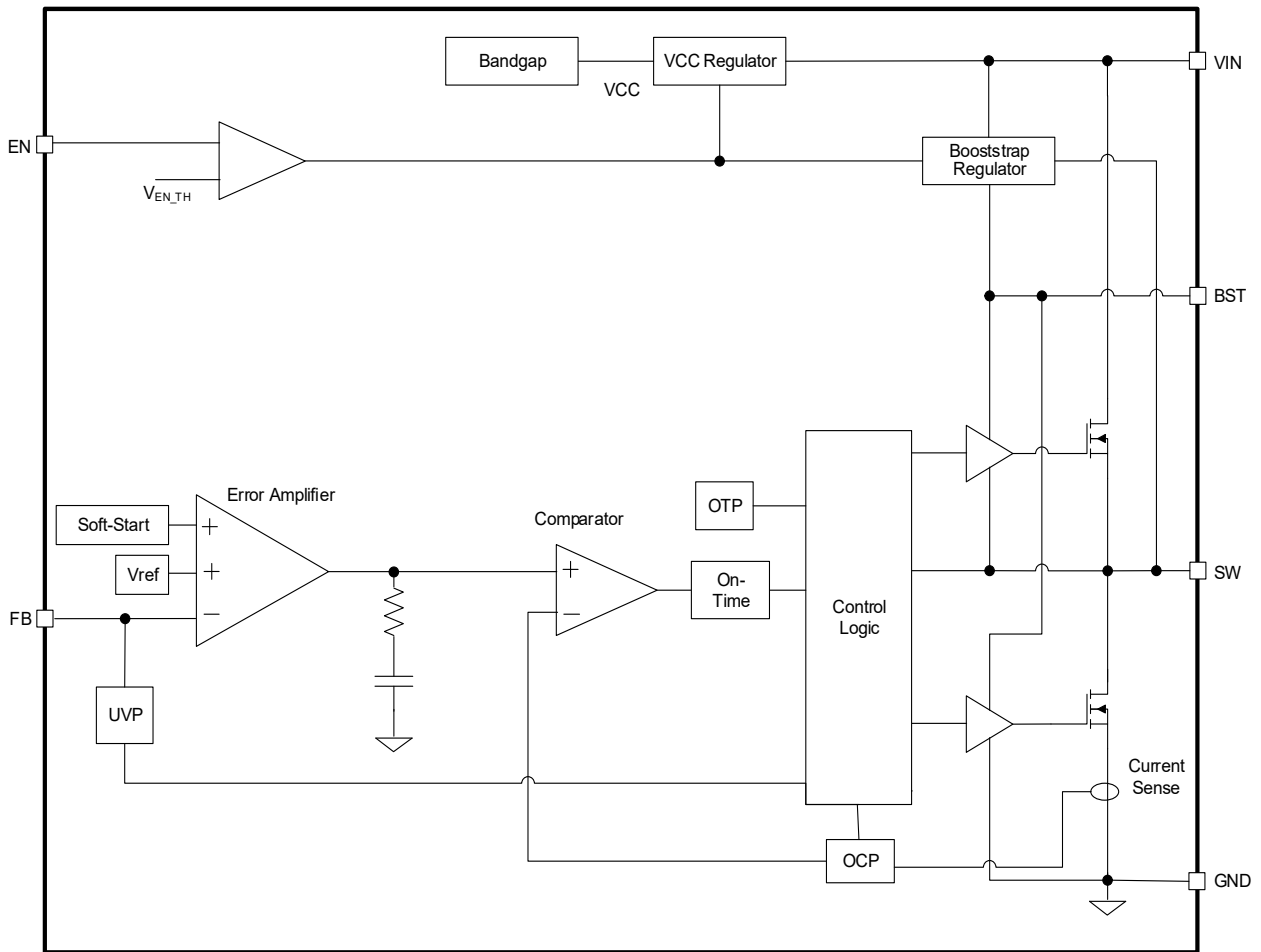 Bandgap
VCC Regulator
VIN
VCC
EN
V_EN_TH
Booststrap
Regulator
BST
Error Amplifier
Soft-Start
+
Vref
+
FB
−
Comparator
+
−
OTP
On-
Time
Control
Logic
SW
UVP
Current
Sense
OCP
GND